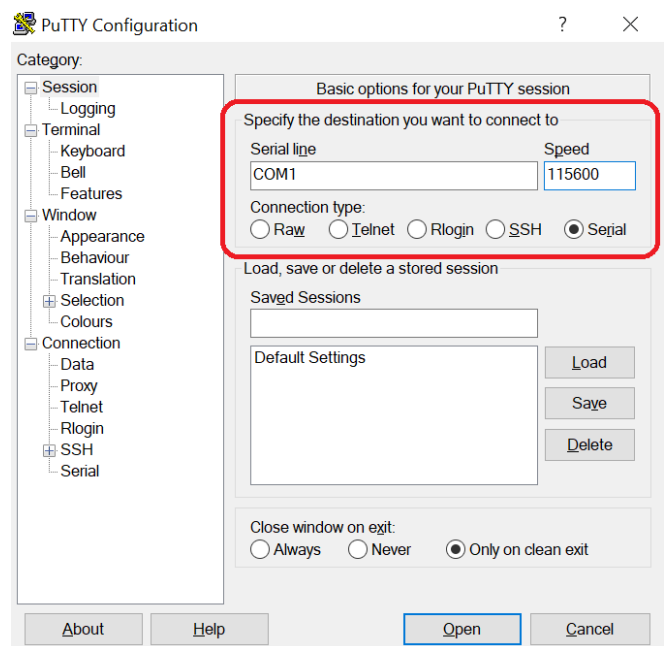 PuTTY Configuration ?
Category:
Session
Logging
Terminal
Keyboard
Bell
Features
Window
Appearance
Behaviour
Translation
Selection
Colours
Connection
Data
Proxy
Telnet
Rlogin
SSH
Serial
Basic options for your PuTTY session
Specify the destination you want to connect to
Serial line Speed
COM1 115600
Connection type:
Raw Telnet Rlogin SSH Serial
Load, save or delete a stored session
Saved Sessions
Default Settings
Load
Save
Delete
Close window on exit:
Always Never Only on clean exit
About Help Open Cancel